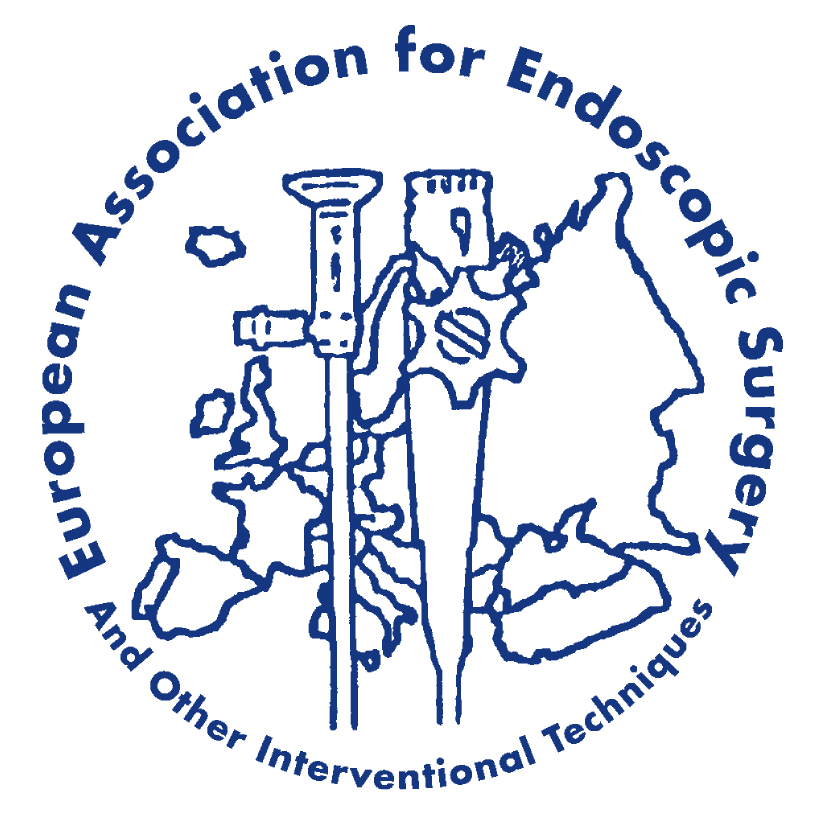 European Association for Endoscopic Surgery
And Other Interventional Techniques